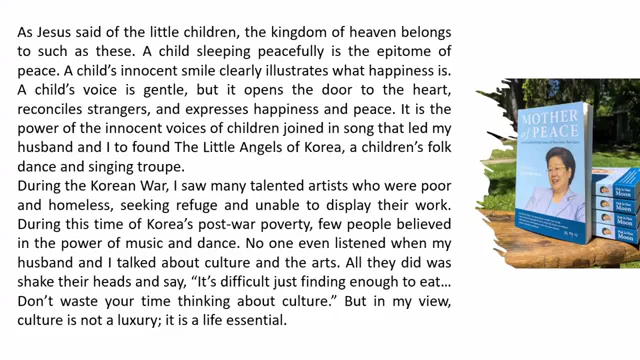 As Jesus said of the little children, the kingdom of heaven belongs
to such as these. A child sleeping peacefully is the epitome of
peace. A child's innocent smile clearly illustrates what happiness is.
A child's voice is gentle, but it opens the door to the heart,
reconciles strangers, and expresses happiness and peace. It is the
power of the innocent voices of children joined in song that led my
husband and I to found The Little Angels of Korea, a children's folk
dance and singing troupe.
During the Korean War, I saw many talented artists who were poor
and homeless, seeking refuge and unable to display their work.
During this time of Korea's post-war poverty, few people believed
in the power of music and dance. No one even listened when my
husband and I talked about culture and the arts. All they did was
shake their heads and say, “It's difficult just finding enough to eat…
Don't waste your time thinking about culture.” But in my view,
culture is not a luxury; it is a life essential.
MOTHER
of PEACE
Moon
Moon
Moon
Moon